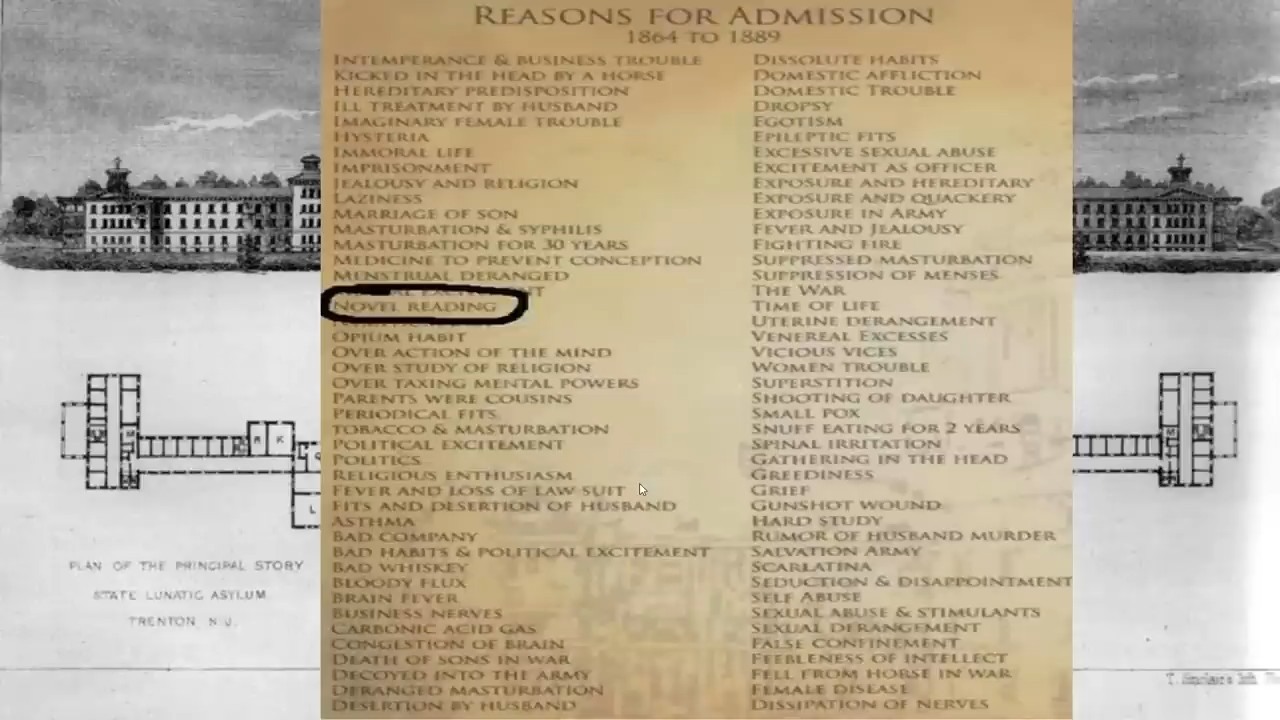 REASONS FOR ADMISSION
1864 TO 1889
INTEMPERANCE & BUSINESS TROUBLE
KICKED IN THE HEAD BY A HORSE
HEREDITARY PREDISPOSITION
ILL TREATMENT BY HUSBAND
IMAGINARY FEMALE TROUBLE
HYSTERIA
IMMORAL LIFE
IMPRISONMENT
JEALOUSY AND RELIGION
LAZINESS
MARRIAGE OF SON
MASTURBATION & SYPHILIS
MASTURBATION FOR 30 YEARS
MEDICINE TO PREVENT CONCEPTION
MENSTRUAL DERANGED
NOVEL READING
OPIUM HABIT
OVER ACTION OF THE MIND
OVER STUDY OF RELIGION
OVER TAXING MENTAL POWERS
PARENTS WERE COUSINS
PERIODICAL FITS.
TOBACCO & MASTURBATION
POLITICAL EXCITEMENT
POLITICS
RELIGIOUS ENTHUSIASM
FEVER AND LOSS OF LAW SUIT
FITS AND DESERTION OF HUSBAND
ASTHMA
BAD COMPANY
BAD HABITS & POLITICAL EXCITEMENT
BAD WHISKEY
BLOODY FLUX
BRAIN FEVER
BUSINESS NERVES
CARBONIC ACID GAS
CONGESTION OF BRAIN
DEATH OF SONS IN WAR
DECOYED INTO THE ARMY
DERANGED MASTURBATION
DESERTION BY HUSBAND
DISSOLUTE HABITS
DOMESTIC AFFLICTION
DOMESTIC TROUBLE
DROPSY
EGOTISM
EPILEPTIC FITS
EXCESSIVE SEXUAL ABUSE
EXCITEMENT AS OFFICER
EXPOSURE AND HEREDITARY
EXPOSURE AND QUACKERY
EXPOSURE IN ARMY
FEVER AND JEALOUSY
FIGHTING FIRE
SUPPRESSED MASTURBATION
SUPPRESSION OF MENSES
THE WAR
TIME OF LIFE
UTERINE DERANGEMENT
VENEREAL EXCESSES
VICIOUS VICES
WOMEN TROUBLE
SUPERSTITION
SHOOTING OF DAUGHTER
SMALL POX
SNUFF EATING FOR 2 YEARS
SPINAL IRRITATION
GATHERING IN THE HEAD
GREEDINESS
GRIEF
GUNSHOT WOUND
HARD STUDY
RUMOR OF HUSBAND MURDER
SALVATION ARMY
SCARLATINA
SEDUCTION & DISAPPOINTMENT
SELF ABUSE
SEXUAL ABUSE & STIMULANTS
SEXUAL DERANGEMENT
FALSE CONFINEMENT
FEEBLENESS OF INTELLECT
FELL FROM HORSE IN WAR
FEMALE DISEASE
DISSIPATION OF NERVES
R K
L
PLAN OF THE PRINCIPAL STORY
STATE LUNATIC ASYLUM
TRENTON N.J.